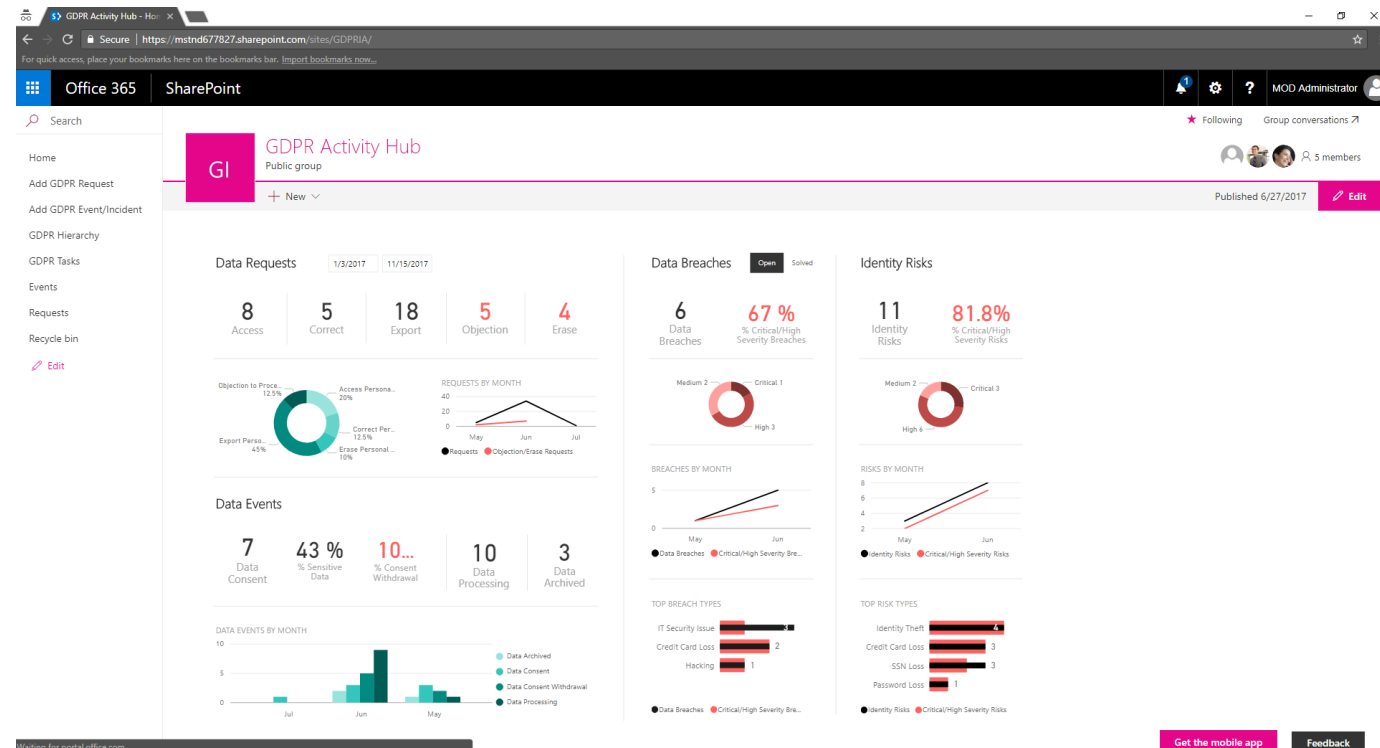 GDPR Activity Hub - Hon
Secure | https://mstnd677827.sharepoint.com/sites/GDPRIA/
For quick access, place your bookmarks here on the bookmarks bar. Import bookmarks now...
Office 365 SharePoint 1 ? MOD Administrator
Search
Home
Add GDPR Request
Add GDPR Event/Incident
GDPR Hierarchy
GDPR Tasks
Events
Requests
Recycle bin
Edit
Following Group conversations
GI
GDPR Activity Hub
Public group
5 members
+ New
Published 6/27/2017 Edit
Data Requests 1/3/2017 11/15/2017
8 5 18 5 4
Access Correct Export Objection Erase
Objection to Proce...
12.5%
Access Persona...
20%
Correct Per...
12.5%
Erase Personal ...
10%
Export Perso...
45%
REQUESTS BY MONTH
40
20
0
May Jun Jul
Requests Objection/Erase Requests
Data Events
7 43 % 10... 10 3
Data Consent
% Sensitive Data
% Consent Withdrawal
Data Processing
Data Archived
DATA EVENTS BY MONTH
10
5
0
Jul Jun May
Data Archived
Data Consent
Data Consent Withdrawal
Data Processing
Data Breaches Open Solved
6 67 %
Data Breaches
% Critical/High Severity Breaches
Medium 2 Critical 1
High 3
BREACHES BY MONTH
5
0
May Jun
Data Breaches Critical/High Severity Bre...
TOP BREACH TYPES
IT Security Issue 3
Credit Card Loss 2
Hacking 1
Data Breaches Critical/High Severity Bre...
Identity Risks
11 81.8%
Identity Risks
% Critical/High Severity Risks
Medium 2 Critical 3
High 6
RISKS BY MONTH
8
6
4
2
May Jun
Identity Risks Critical/High Severity Risks
TOP RISK TYPES
Identity Theft 4
Credit Card Loss 3
SSN Loss 3
Password Loss 1
Identity Risks Critical/High Severity Risks
Waiting for portal.office.com
Get the mobile app Feedback